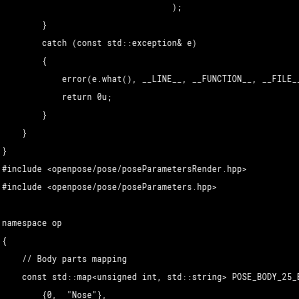 );
}
catch (const std::exception& e)
{
error(e.what(), __LINE__, __FUNCTION__, __FILE__
return 0u;
}
}
}
#include <openpose/pose/poseParametersRender.hpp>
#include <openpose/pose/poseParameters.hpp>
namespace op
{
// Body parts mapping
const std::map<unsigned int, std::string> POSE_BODY_25_B
{0,  "Nose"},